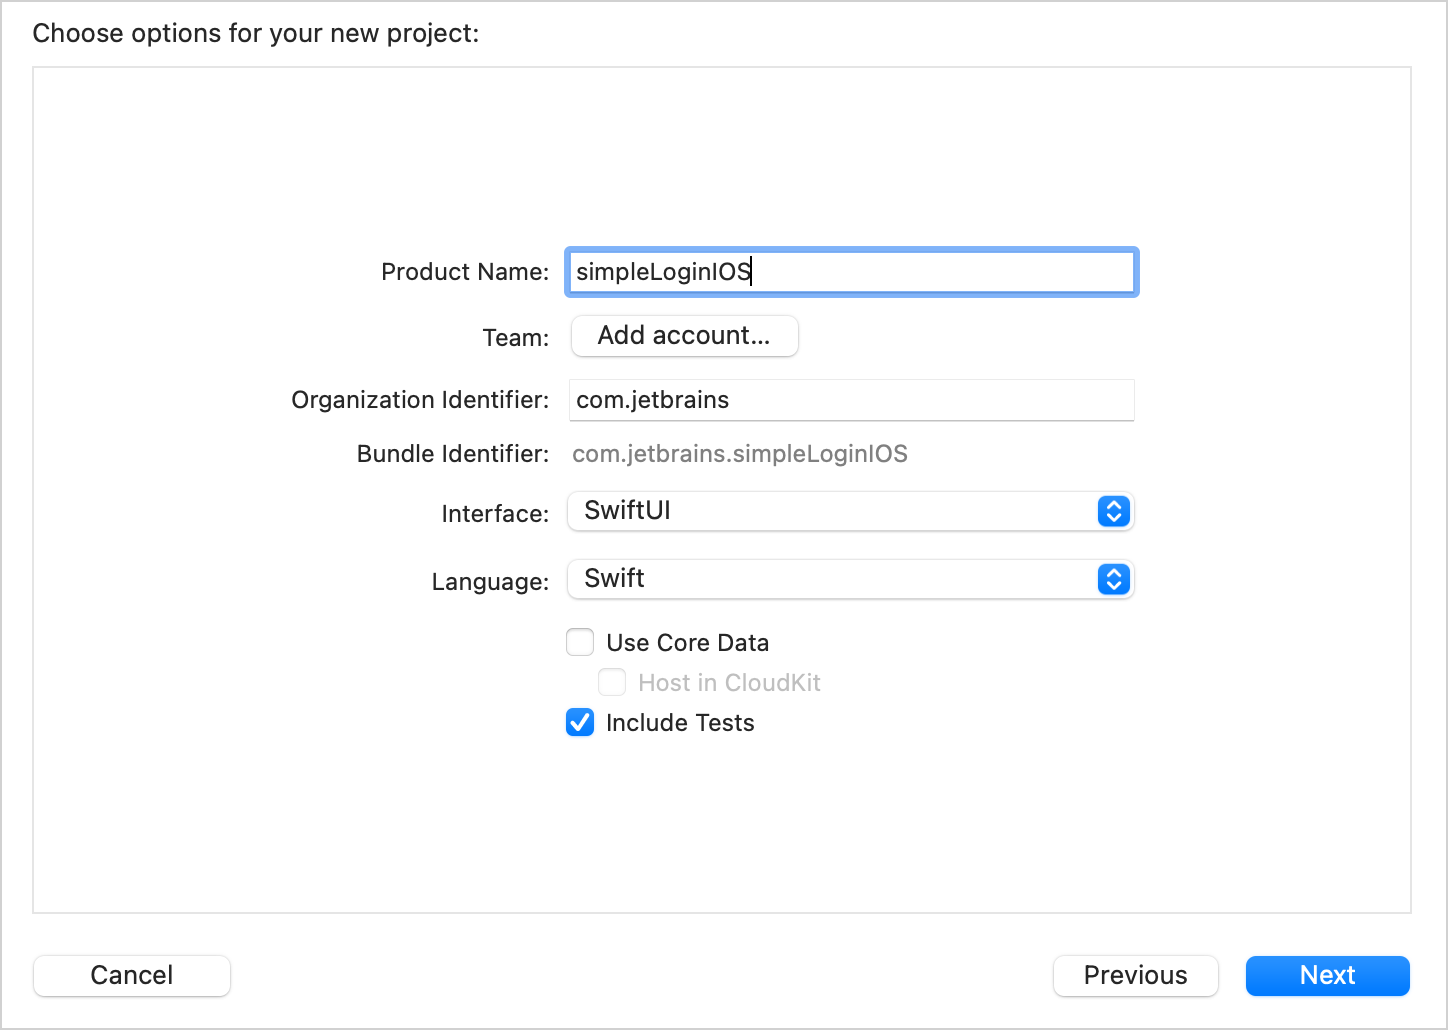 Choose options for your new project:
Product Name: simpleLoginIOS
Team: Add account...
Organization Identifier: com.jetbrains
Bundle Identifier: com.jetbrains.simpleLoginIOS
Interface: SwiftUI
Language: Swift
Use Core Data
Host in CloudKit
Include Tests
Cancel Previous Next